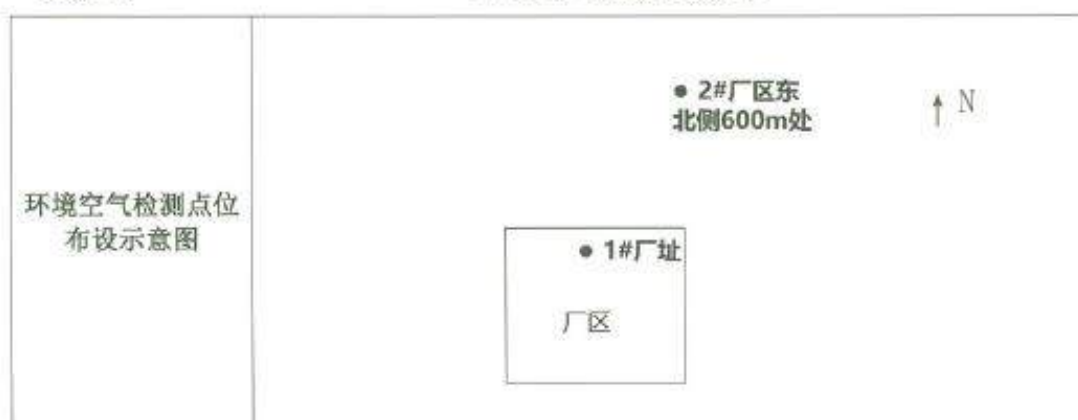 环境空气检测点位
布设示意图
● 2#厂区东
北侧600m处
N
● 1#厂址
厂区